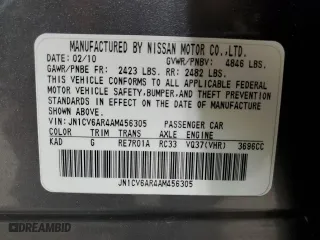 MANUFACTURED BY NISSAN MOTOR CO.,LTD.
DATE: 02/10 GVWR/PNBV: 4846 LBS.
GAWR/PNBE FR: 2423 LBS. RR: 2482 LBS.
THIS VEHICLE CONFORMS TO ALL APPLICABLE FEDERAL
MOTOR VEHICLE SAFETY,BUMPER,AND THEFT PREVENTION
STANDARDS IN EFFECT ON THE DATE OF MANUFACTURE
SHOWN ABOVE.
VIN: JN1CV6AR4AM456305 PASSENGER CAR
COLOR TRIM TRANS AXLE ENGINE
KAD G RE7R01A RC33 VQ37(VHR) 3696CC
JN1CV6AR4AM456305